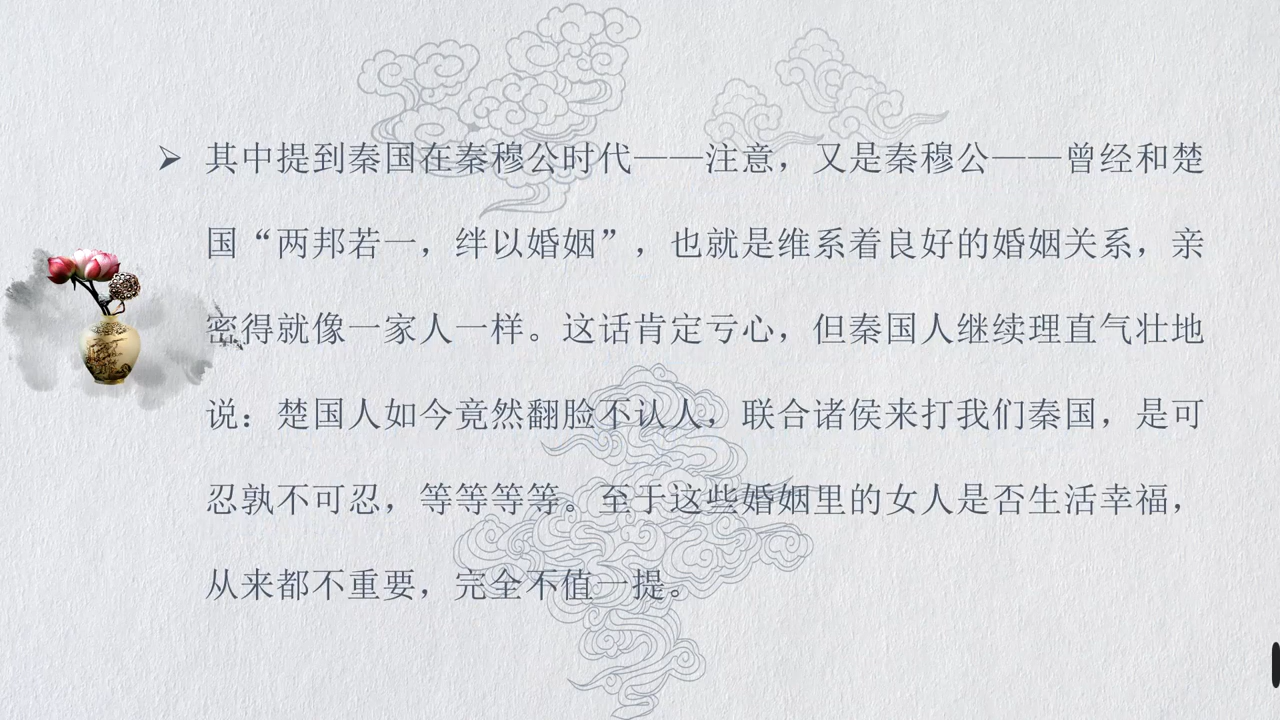 其中提到秦国在秦穆公时代——注意，又是秦穆公——曾经和楚
国“两邦若一，绊以婚姻”，也就是维系着良好的婚姻关系，亲
密得就像一家人一样。这话肯定亏心，但秦国人继续理直气壮地
说：楚国人如今竟然翻脸不认人，联合诸侯来打我们秦国，是可
忍孰不可忍，等等等等。至于这些婚姻里的女人是否生活幸福，
从来都不重要，完全不值一提。